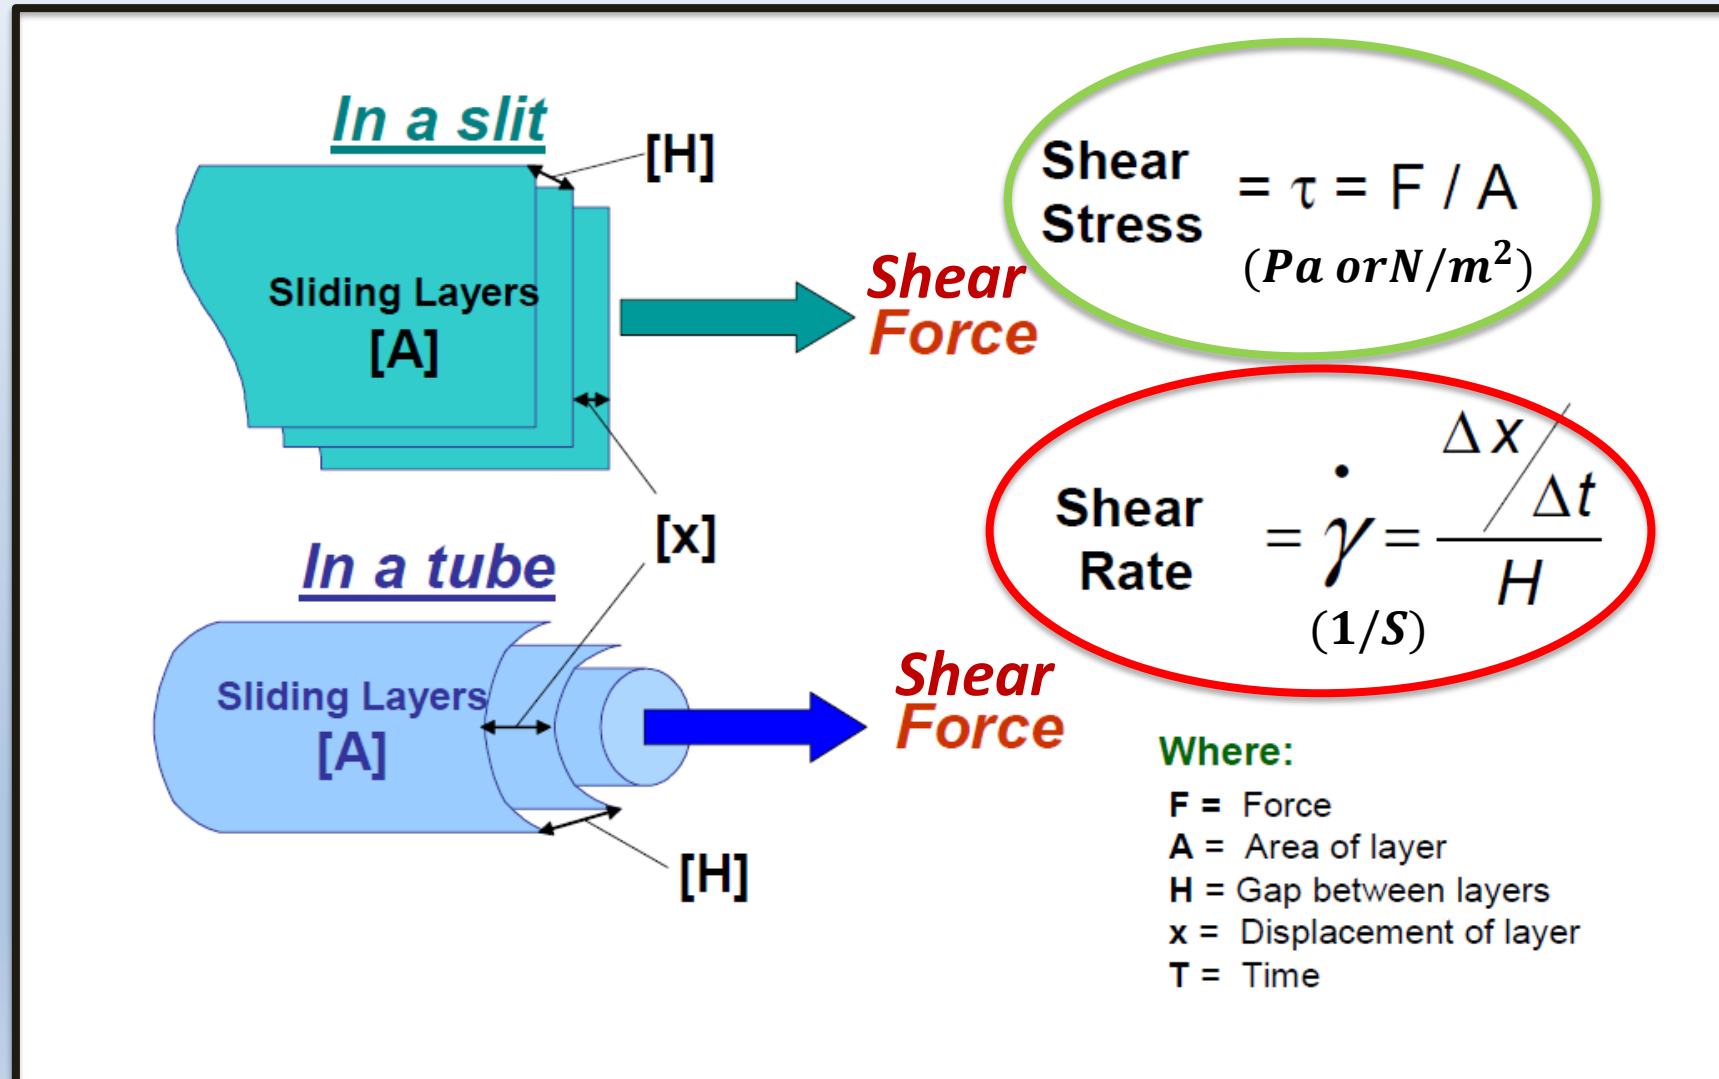 In a slit
[H]
Sliding Layers
[A]
Shear
Force
Shear
Stress
= τ = F / A
(Pa orN/m²)
Shear
Rate
= γ̇ = Δx/Δt / H
(1/S)
[x]
In a tube
Sliding Layers
[A]
Shear
Force
[H]
Where:
F = Force
A = Area of layer
H = Gap between layers
x = Displacement of layer
T = Time